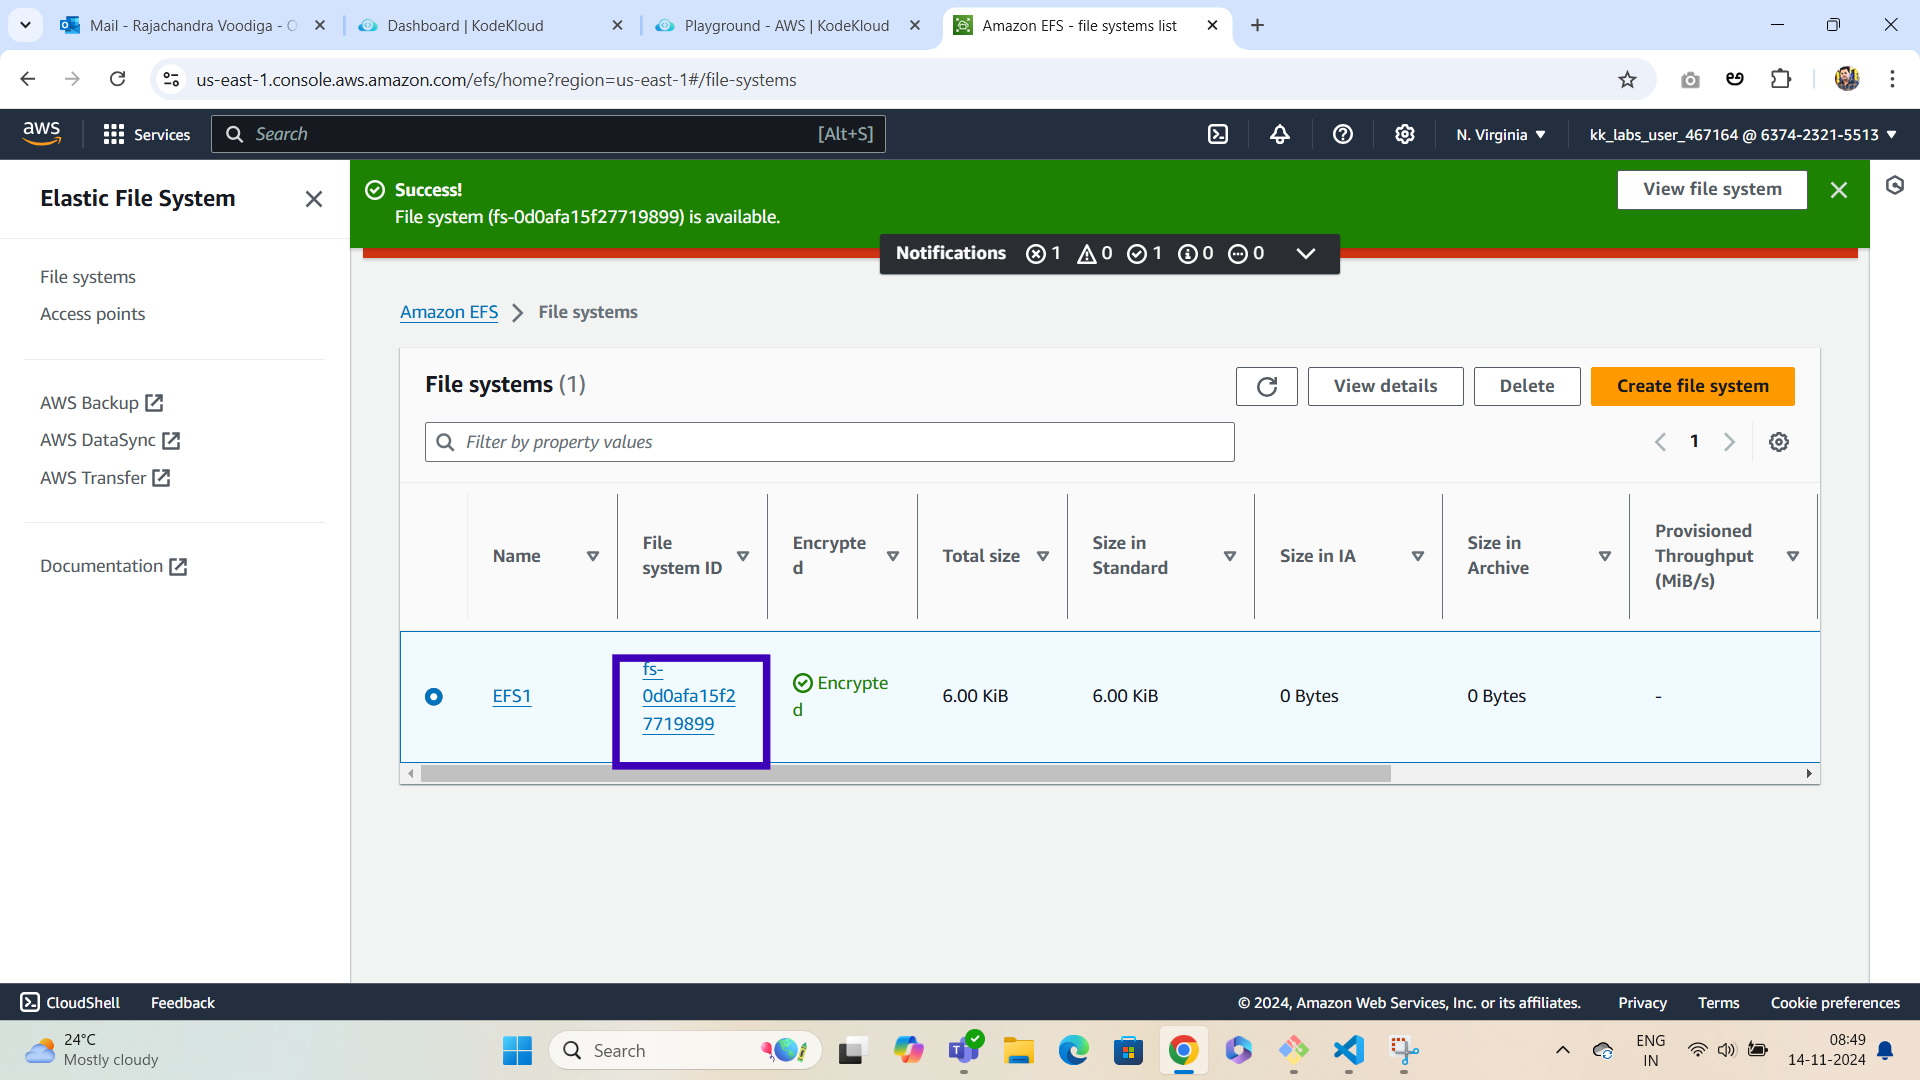 Mail - Rajachandra Voodiga - O
Dashboard | KodeKloud
Playground - AWS | KodeKloud
Amazon EFS - file systems list
us-east-1.console.aws.amazon.com/efs/home?region=us-east-1#/file-systems
aws
Services
Search
[Alt+S]
N. Virginia
kk_labs_user_467164 @ 6374-2321-5513
Elastic File System
File systems
Access points
AWS Backup
AWS DataSync
AWS Transfer
Documentation
Success!
File system (fs-0d0afa15f27719899) is available.
View file system
Notifications 1 0 1 0 0
Amazon EFS
File systems
File systems (1)
View details
Delete
Create file system
Filter by property values
1
Name
File
system ID
Encrypte
d
Total size
Size in
Standard
Size in IA
Size in
Archive
Provisioned
Throughput
(MiB/s)
EFS1
fs-
0d0afa15f2
7719899
Encrypte
d
6.00 KiB
6.00 KiB
0 Bytes
0 Bytes
-
CloudShell
Feedback
© 2024, Amazon Web Services, Inc. or its affiliates.
Privacy
Terms
Cookie preferences
24°C
Mostly cloudy
Search
ENG
IN
08:49
14-11-2024